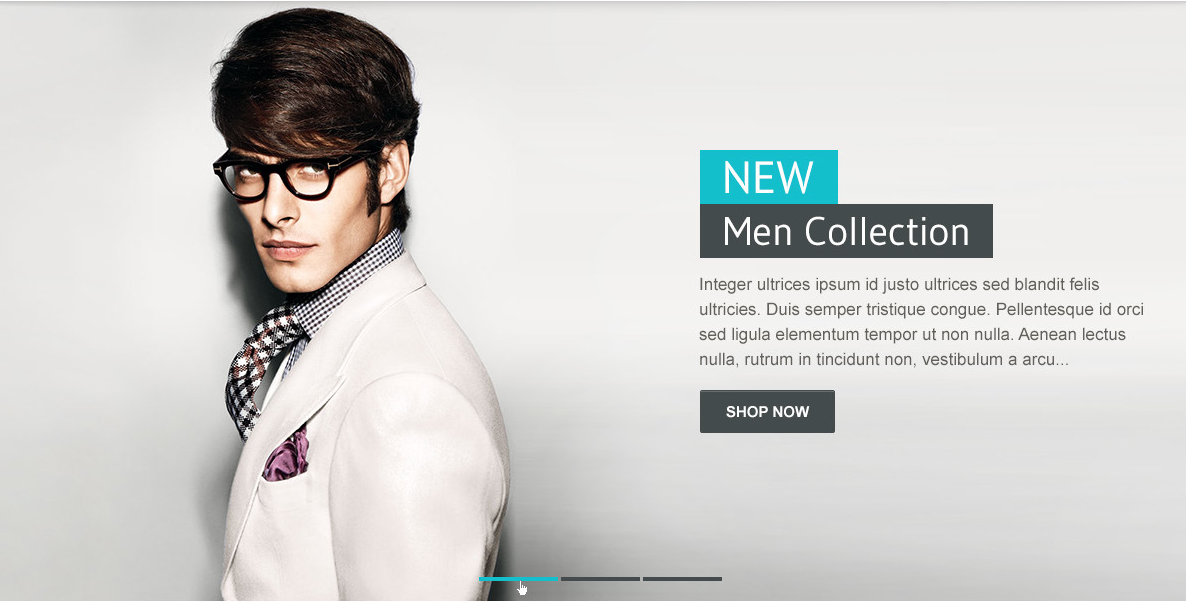 NEW
Men Collection
Integer ultrices ipsum id justo ultrices sed blandit felis
ultricies. Duis semper tristique congue. Pellentesque id orci
sed ligula elementum tempor ut non nulla. Aenean lectus
nulla, rutrum in tincidunt non, vestibulum a arcu...
SHOP NOW